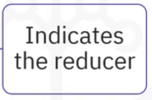 Indicates
the reducer